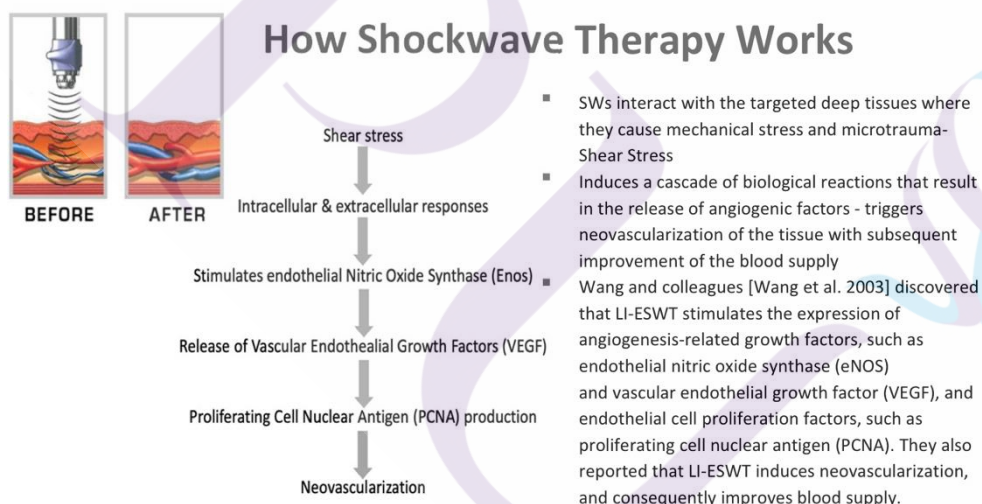 How Shockwave Therapy Works
BEFORE
AFTER
Shear stress
Intracellular & extracellular responses
Stimulates endothelial Nitric Oxide Synthase (Enos)
Release of Vascular Endothealial Growth Factors (VEGF)
Proliferating Cell Nuclear Antigen (PCNA) production
Neovascularization
▪ SWs interact with the targeted deep tissues where
they cause mechanical stress and microtrauma-
Shear Stress
▪ Induces a cascade of biological reactions that result
in the release of angiogenic factors - triggers
neovascularization of the tissue with subsequent
improvement of the blood supply
▪ Wang and colleagues [Wang et al. 2003] discovered
that LI-ESWT stimulates the expression of
angiogenesis-related growth factors, such as
endothelial nitric oxide synthase (eNOS)
and vascular endothelial growth factor (VEGF), and
endothelial cell proliferation factors, such as
proliferating cell nuclear antigen (PCNA). They also
reported that LI-ESWT induces neovascularization,
and consequently improves blood supply.